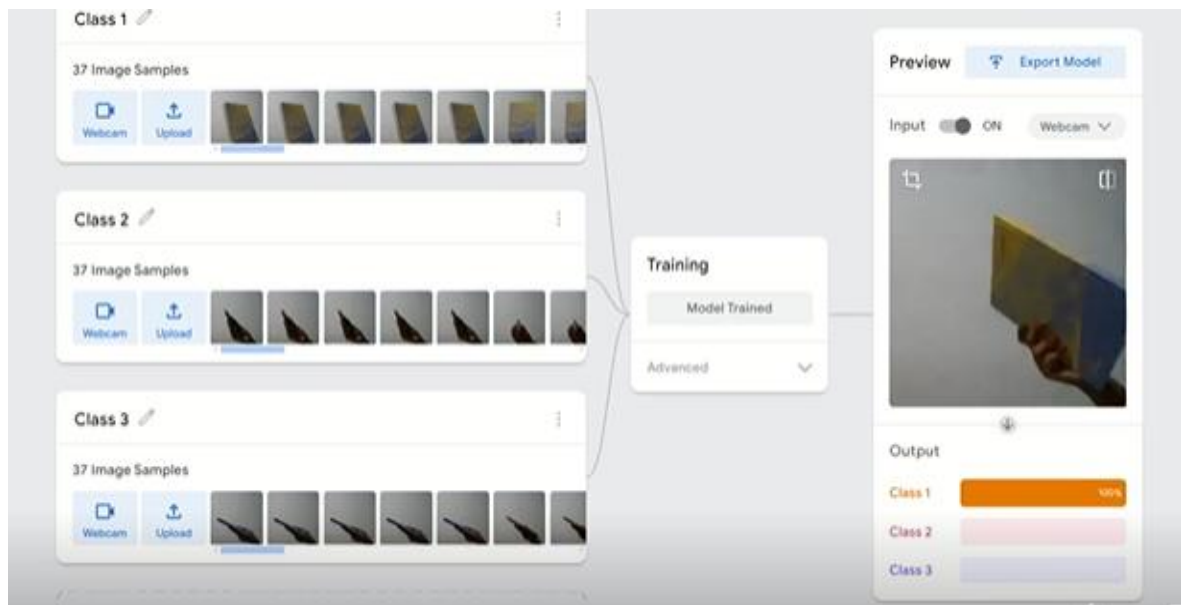 Class 1
37 Image Samples
Webcam
Upload
Class 2
37 Image Samples
Webcam
Upload
Class 3
37 Image Samples
Webcam
Upload
Training
Model Trained
Advanced
Preview
Export Model
Input
ON
Webcam
Output
Class 1
100%
Class 2
Class 3